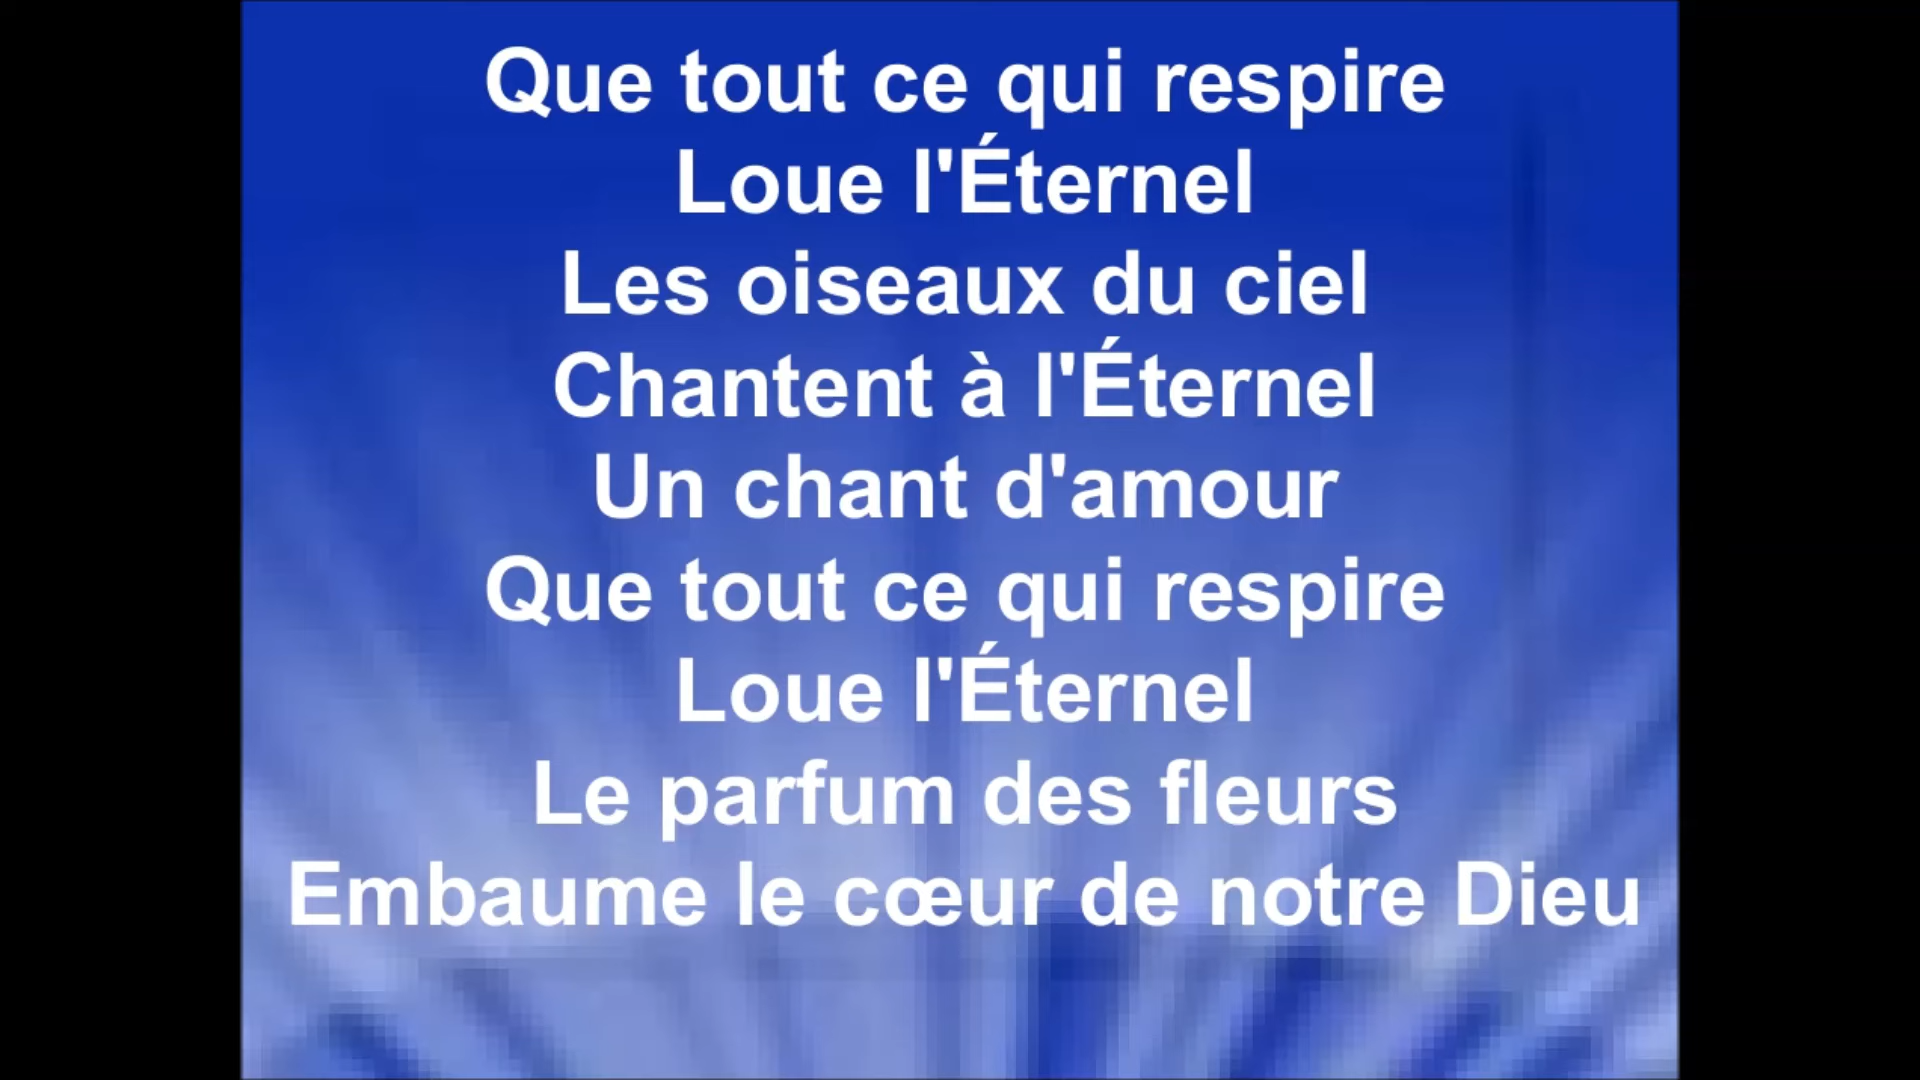 Que tout ce qui respire
Loue l'Éternel
Les oiseaux du ciel
Chantent à l'Éternel
Un chant d'amour
Que tout ce qui respire
Loue l'Éternel
Le parfum des fleurs
Embaume le cœur de notre Dieu